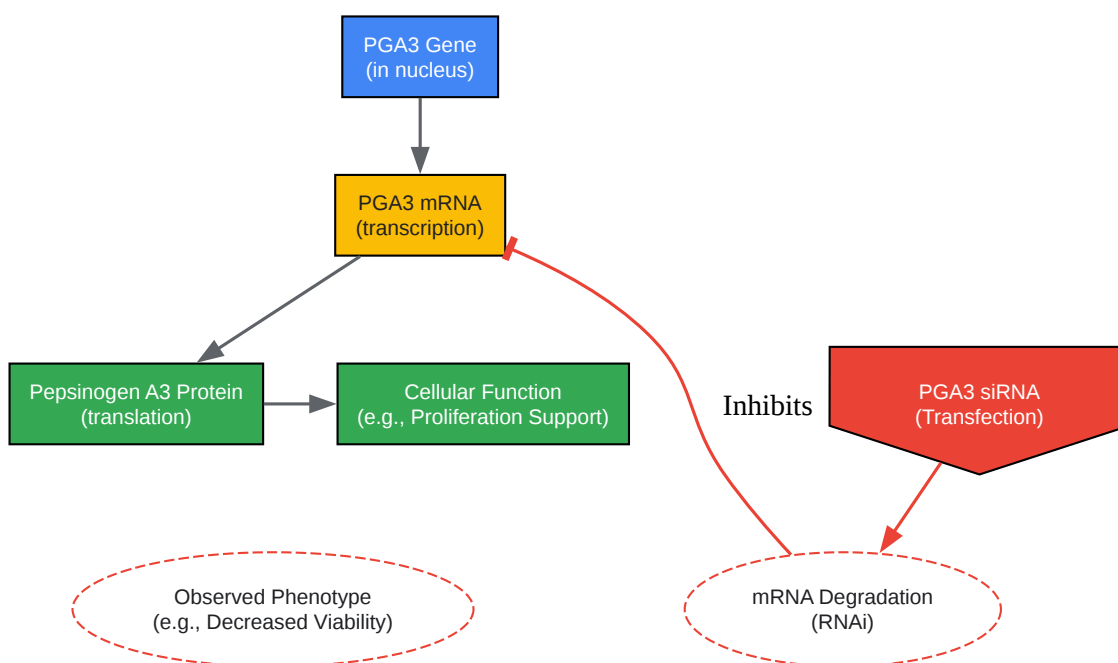 PGA3 Gene
(in nucleus)
PGA3 mRNA
(transcription)
Pepsinogen A3 Protein
(translation)
Cellular Function
(e.g., Proliferation Support)
Inhibits
PGA3 siRNA
(Transfection)
Observed Phenotype
(e.g., Decreased Viability)
mRNA Degradation
(RNAi)